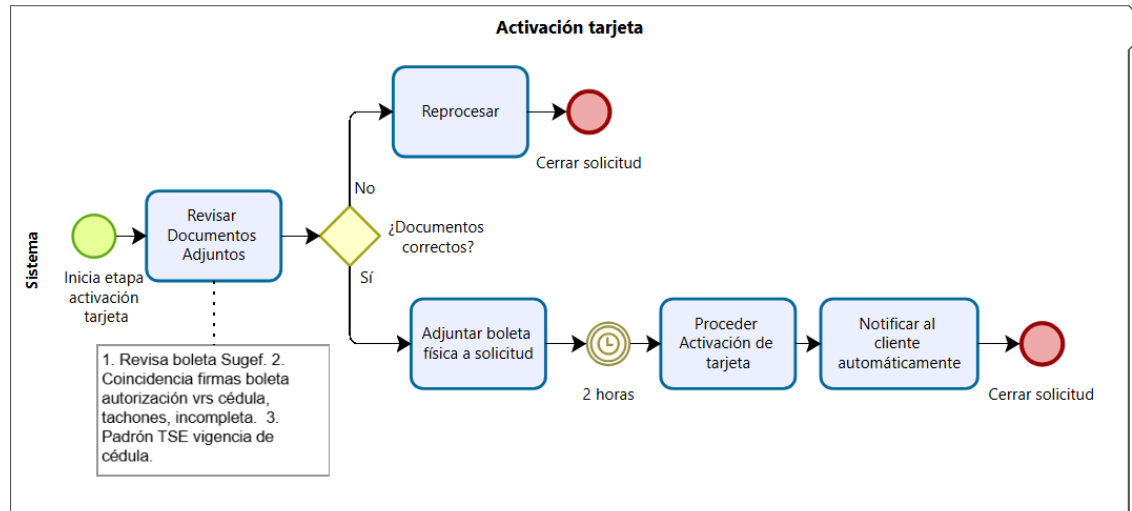 Activación tarjeta
Sistema
Inicia etapa
activación
tarjeta
Revisar
Documentos
Adjuntos
1. Revisa boleta Sugef. 2.
Coincidencia firmas boleta
autorización vrs cédula,
tachones, incompleta.  3.
Padrón TSE vigencia de
cédula.
¿Documentos
correctos?
No
Reprocesar
Cerrar solicitud
Sí
Adjuntar boleta
física a solicitud
2 horas
Proceder
Activación de
tarjeta
Notificar al
cliente
automáticamente
Cerrar solicitud